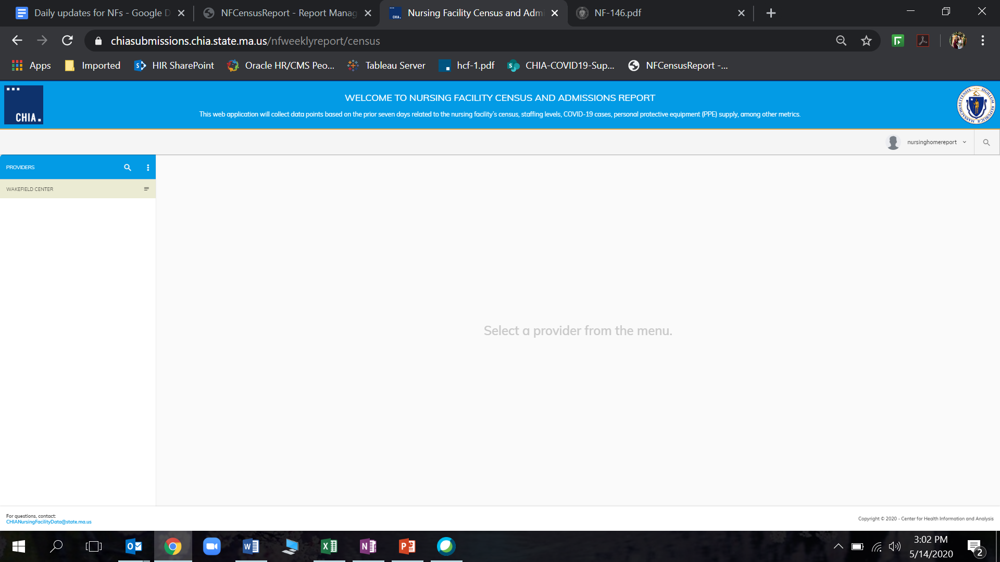 Daily updates for NFs - Google D
NFCensusReport - Report Manag
Nursing Facility Census and Admi
NF-146.pdf
chiasubmissions.chia.state.ma.us/nfweeklyreport/census
Apps
Imported
HIR SharePoint
Oracle HR/CMS Peo...
Tableau Server
hcf-1.pdf
CHIA-COVID19-Sup...
NFCensusReport -...
CHIA.
WELCOME TO NURSING FACILITY CENSUS AND ADMISSIONS REPORT
This web application will collect data points based on the prior seven days related to the nursing facility's census, staffing levels, COVID-19 cases, personal protective equipment (PPE) supply, among other metrics.
nursinghomereport
PROVIDERS
WAKEFIELD CENTER
Select a provider from the menu.
For questions, contact:
CHIANursingFacilityData@state.ma.us
Copyright © 2020 - Center for Health Information and Analysis
3:02 PM
5/14/2020
2